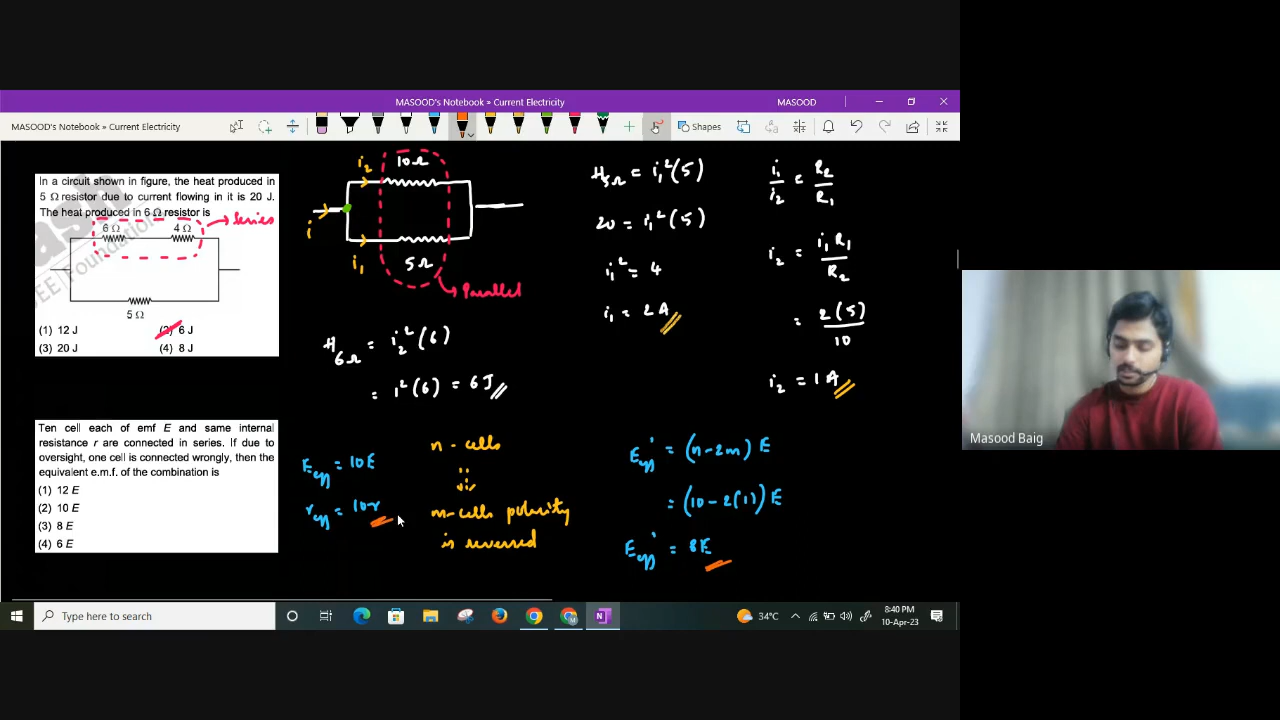 MASOOD's Notebook » Current Electricity
MASOOD
MASOOD's Notebook » Current Electricity
Shapes
In a circuit shown in figure, the heat produced in
5 Ω resistor due to current flowing in it is 20 J.
The heat produced in 6 Ω resistor is
Series
6 Ω 4 Ω
5 Ω
(1) 12 J (2) 6 J
(3) 20 J (4) 8 J
i₂ 10Ω
i
i₁ 5Ω
Parallel
H₆Ω = i₂²(6)
= 1²(6) = 6J
H₅Ω = i₁²(5)
20 = i₁²(5)
i₁² = 4
i₁ = 2A
i₁/i₂ = R₂/R₁
i₂ = i₁R₁/R₂
= 2(5)/10
i₂ = 1A
Ten cell each of emf E and same internal
resistance r are connected in series. If due to
oversight, one cell is connected wrongly, then the
equivalent e.m.f. of the combination is
(1) 12 E
(2) 10 E
(3) 8 E
(4) 6 E
E eff = 10E
r eff = 10r
n - cells
m-cells polarity
is reversed
E eff' = (n-2m) E
= (10-2(1)) E
E eff' = 8E
Masood Baig
Type here to search
34°C
8:40 PM
10-Apr-23